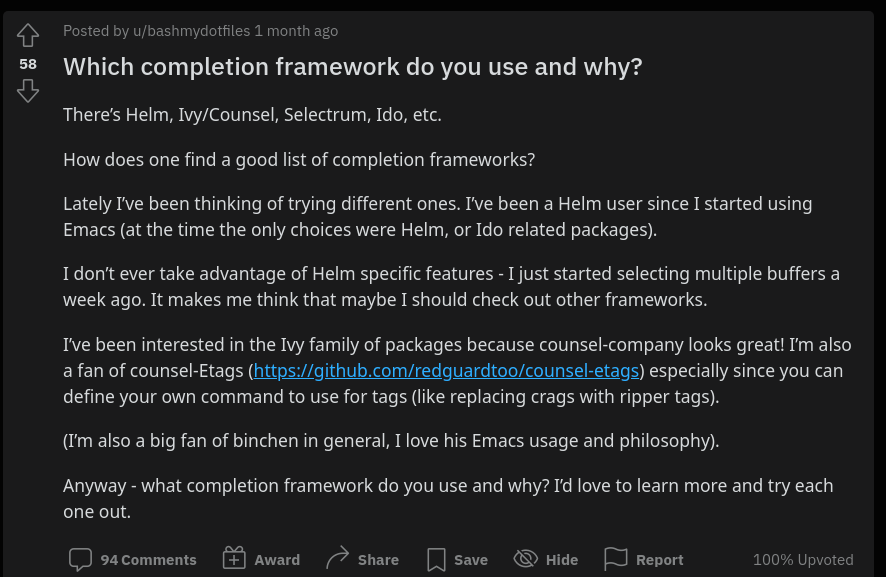 Posted by u/bashmydotfiles 1 month ago
58
Which completion framework do you use and why?
There’s Helm, Ivy/Counsel, Selectrum, Ido, etc.
How does one find a good list of completion frameworks?
Lately I’ve been thinking of trying different ones. I’ve been a Helm user since I started using
Emacs (at the time the only choices were Helm, or Ido related packages).
I don’t ever take advantage of Helm specific features - I just started selecting multiple buffers a
week ago. It makes me think that maybe I should check out other frameworks.
I’ve been interested in the Ivy family of packages because counsel-company looks great! I’m also
a fan of counsel-Etags (https://github.com/redguardtoo/counsel-etags) especially since you can
define your own command to use for tags (like replacing crags with ripper tags).
(I’m also a big fan of binchen in general, I love his Emacs usage and philosophy).
Anyway - what completion framework do you use and why? I’d love to learn more and try each
one out.
94 Comments Award Share Save Hide Report 100% Upvoted